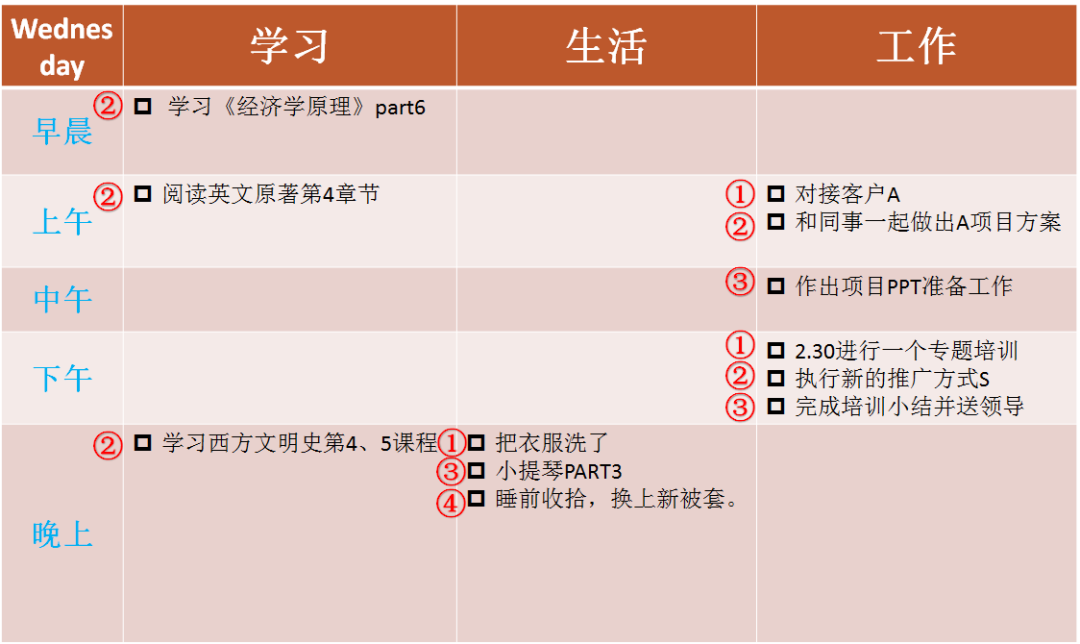 Wednes
day
学习
生活
工作
早晨
② 学习《经济学原理》part6
上午
② 阅读英文原著第4章节
① 对接客户A
② 和同事一起做出A项目方案
中午
③ 作出项目PPT准备工作
下午
① 2.30进行一个专题培训
② 执行新的推广方式S
③ 完成培训小结并送领导
晚上
② 学习西方文明史第4、5课程
① 把衣服洗了
③ 小提琴PART3
④ 睡前收拾，换上新被套。